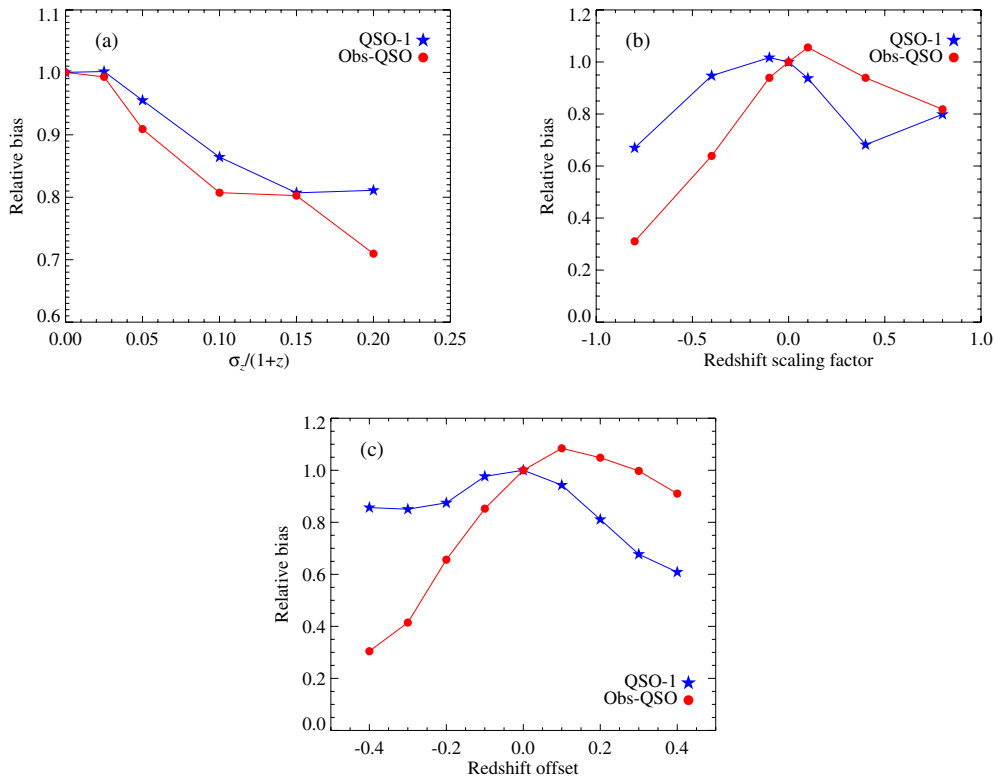 (a)
QSO-1
Obs-QSO
Relative bias
1.1
1.0
0.9
0.8
0.7
0.6
0.00
0.05
0.10
0.15
0.20
0.25
σz/(1+z)
(b)
QSO-1
Obs-QSO
Relative bias
1.2
1.0
0.8
0.6
0.4
0.2
0.0
-1.0
-0.5
0.0
0.5
1.0
Redshift scaling factor
(c)
QSO-1
Obs-QSO
Relative bias
1.2
1.0
0.8
0.6
0.4
0.2
0.0
-0.4
-0.2
0.0
0.2
0.4
Redshift offset